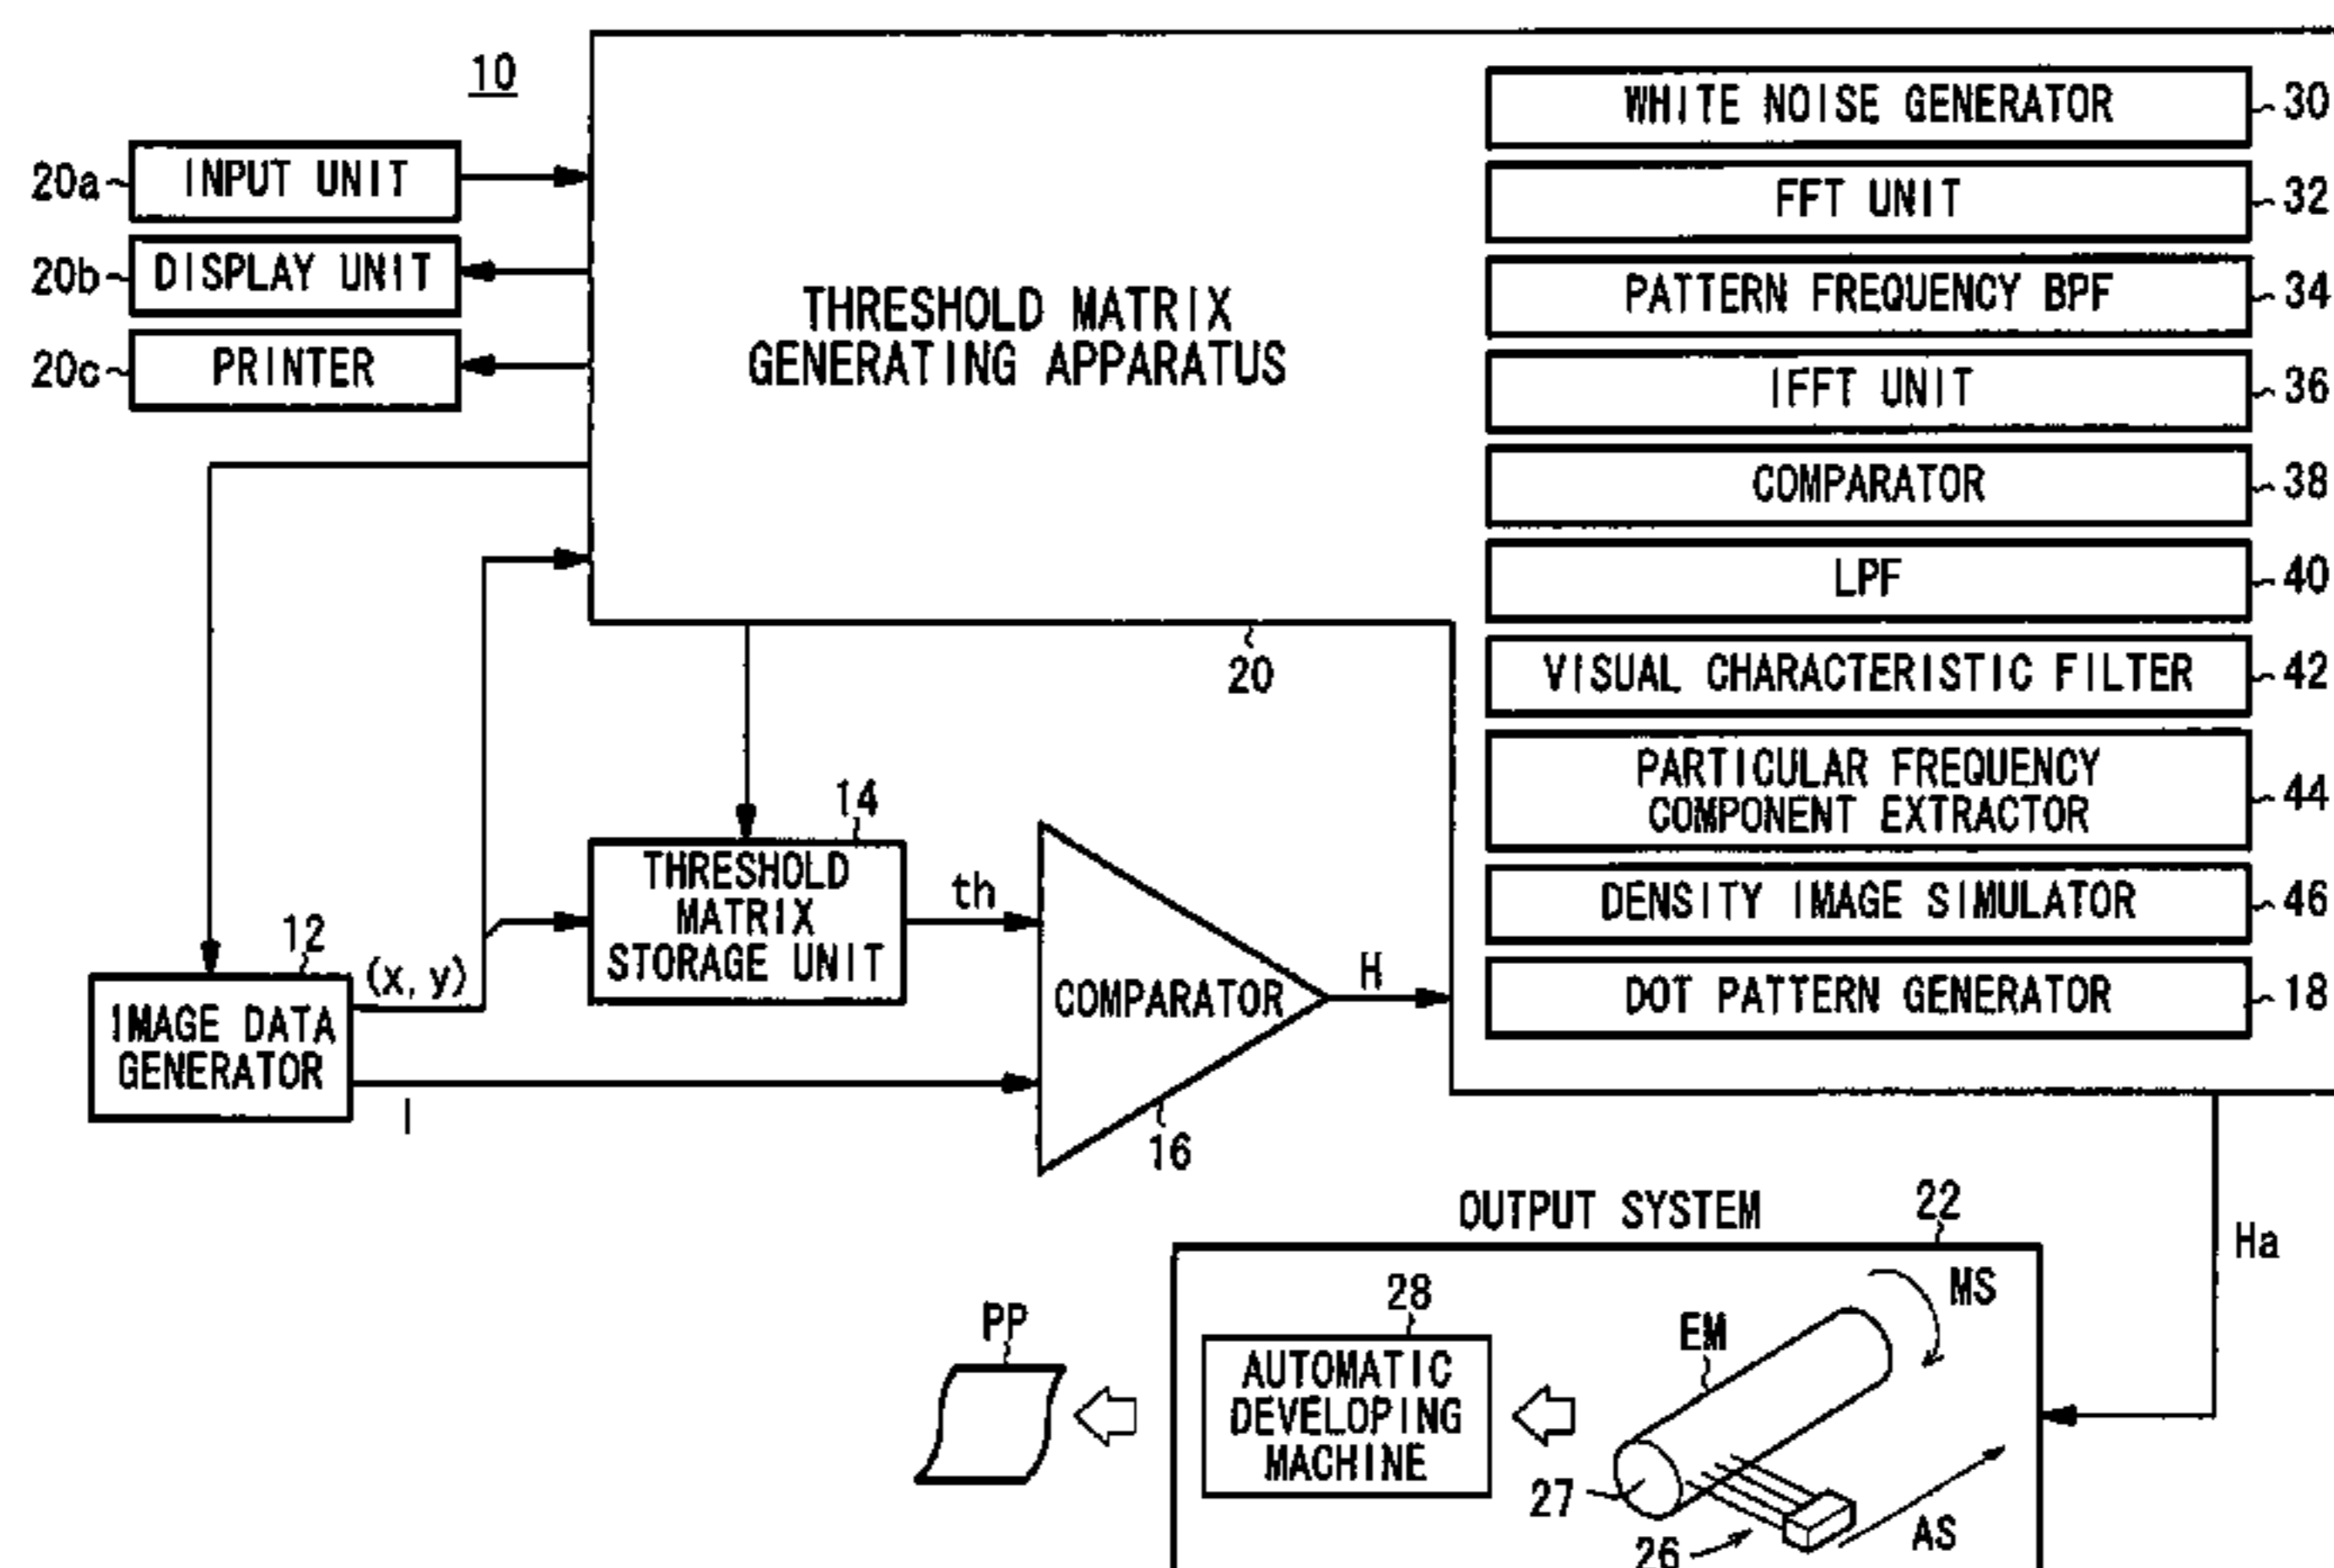 10
WHITE NOISE GENERATOR
30
20a
INPUT UNIT
FFT UNIT
32
20b
DISPLAY UNIT
PATTERN FREQUENCY BPF
34
THRESHOLD MATRIX
GENERATING APPARATUS
20c
PRINTER
IFFT UNIT
36
COMPARATOR
38
LPF
40
20
VISUAL CHARACTERISTIC FILTER
42
PARTICULAR FREQUENCY
COMPONENT EXTRACTOR
44
14
THRESHOLD
MATRIX
STORAGE UNIT
th
DENSITY IMAGE SIMULATOR
46
12
(x, y)
IMAGE DATA
GENERATOR
I
COMPARATOR
16
H
DOT PATTERN GENERATOR
18
OUTPUT SYSTEM
22
Ha
PP
28
AUTOMATIC
DEVELOPING
MACHINE
EM
MS
27
26
AS